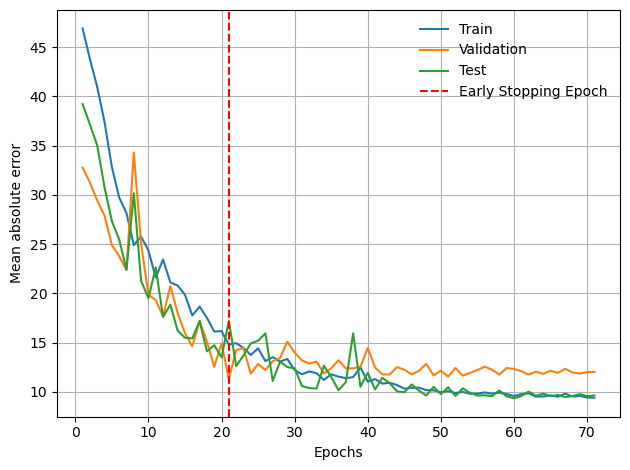 Train
Validation
Test
Early Stopping Epoch
Mean absolute error
45
40
35
30
25
20
15
10
0 10 20 30 40 50 60 70
Epochs